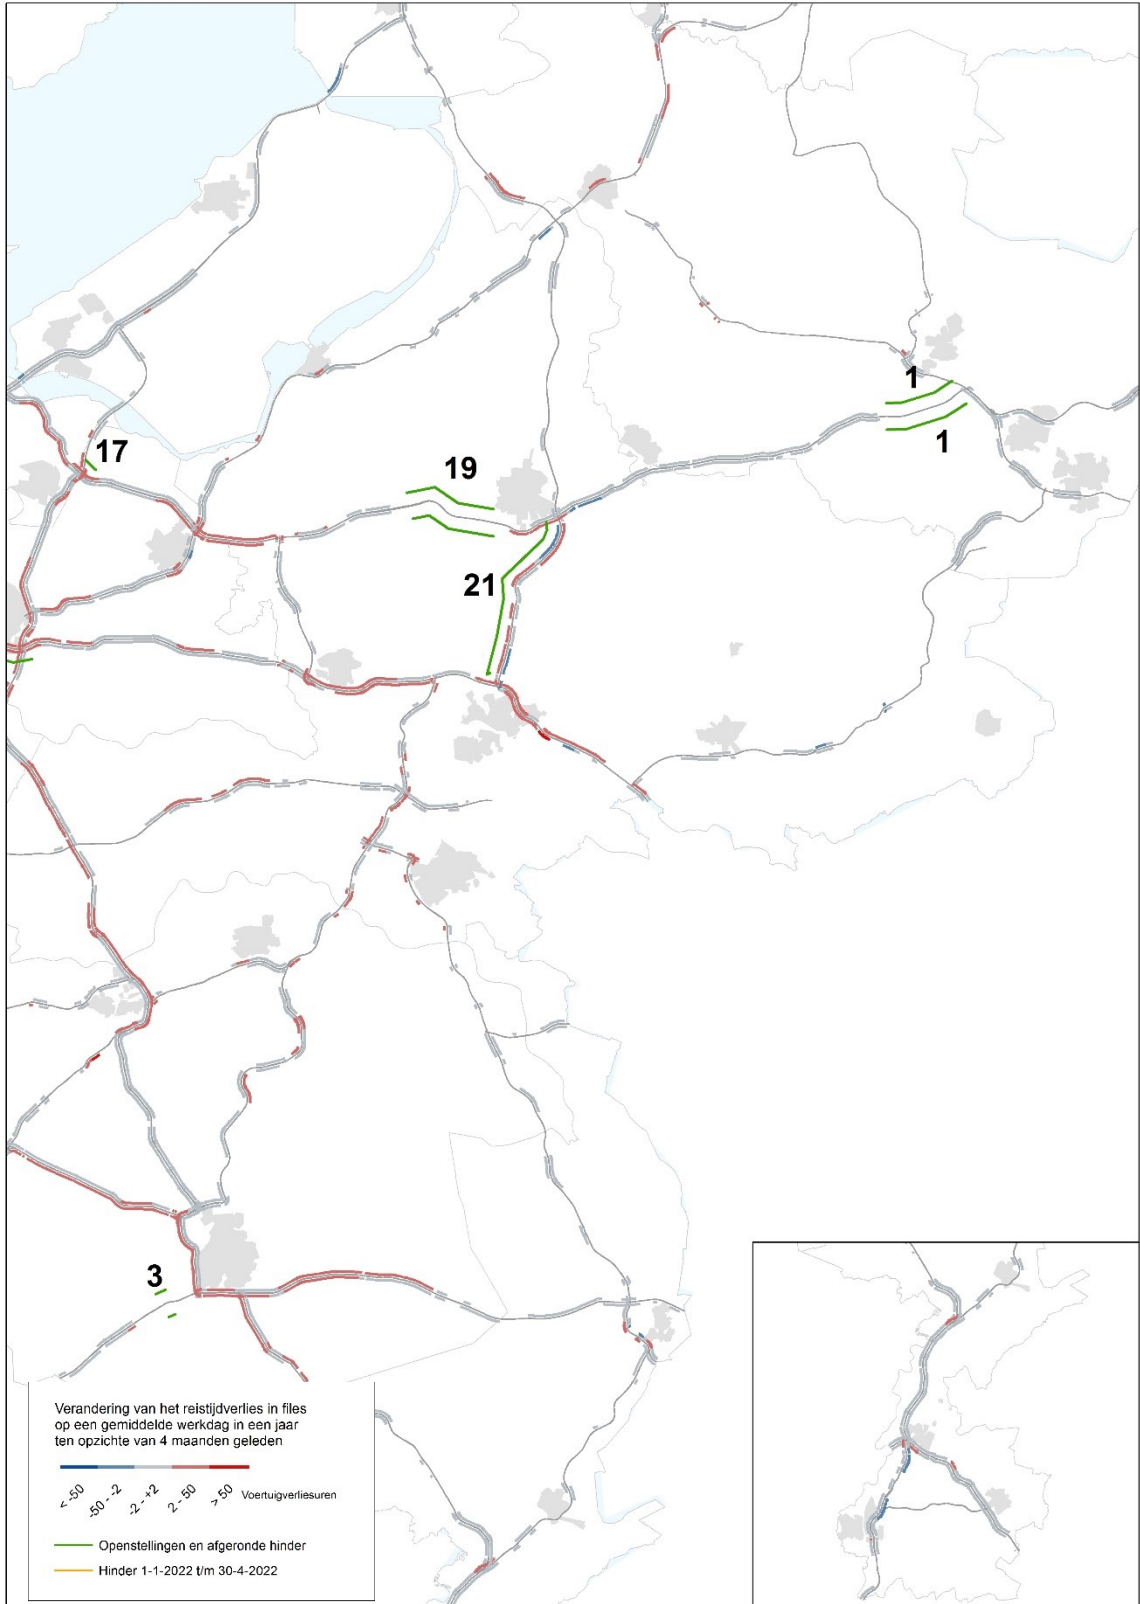 1
17
19
1
21
3
Verandering van het reistijdverlies in files
op een gemiddelde werkdag in een jaar
ten opzichte van 4 maanden geleden
< -50 -50 - -2 -2 - +2 2 - 50 > 50 Voertuigverliesuren
Openstellingen en afgeronde hinder
Hinder 1-1-2022 t/m 30-4-2022